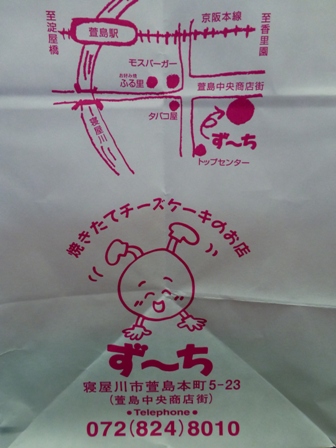 至淀屋橋
萱島駅
京阪本線
至香里園
モスバーガー
お好み焼
ふる里
萱島中央商店街
寝屋川
タバコ屋
ず〜ち
トップセンター
焼きたてチーズケーキのお店
ず〜ち
寝屋川市萱島本町5-23
(萱島中央商店街)
•Telephone•
072(824)8010